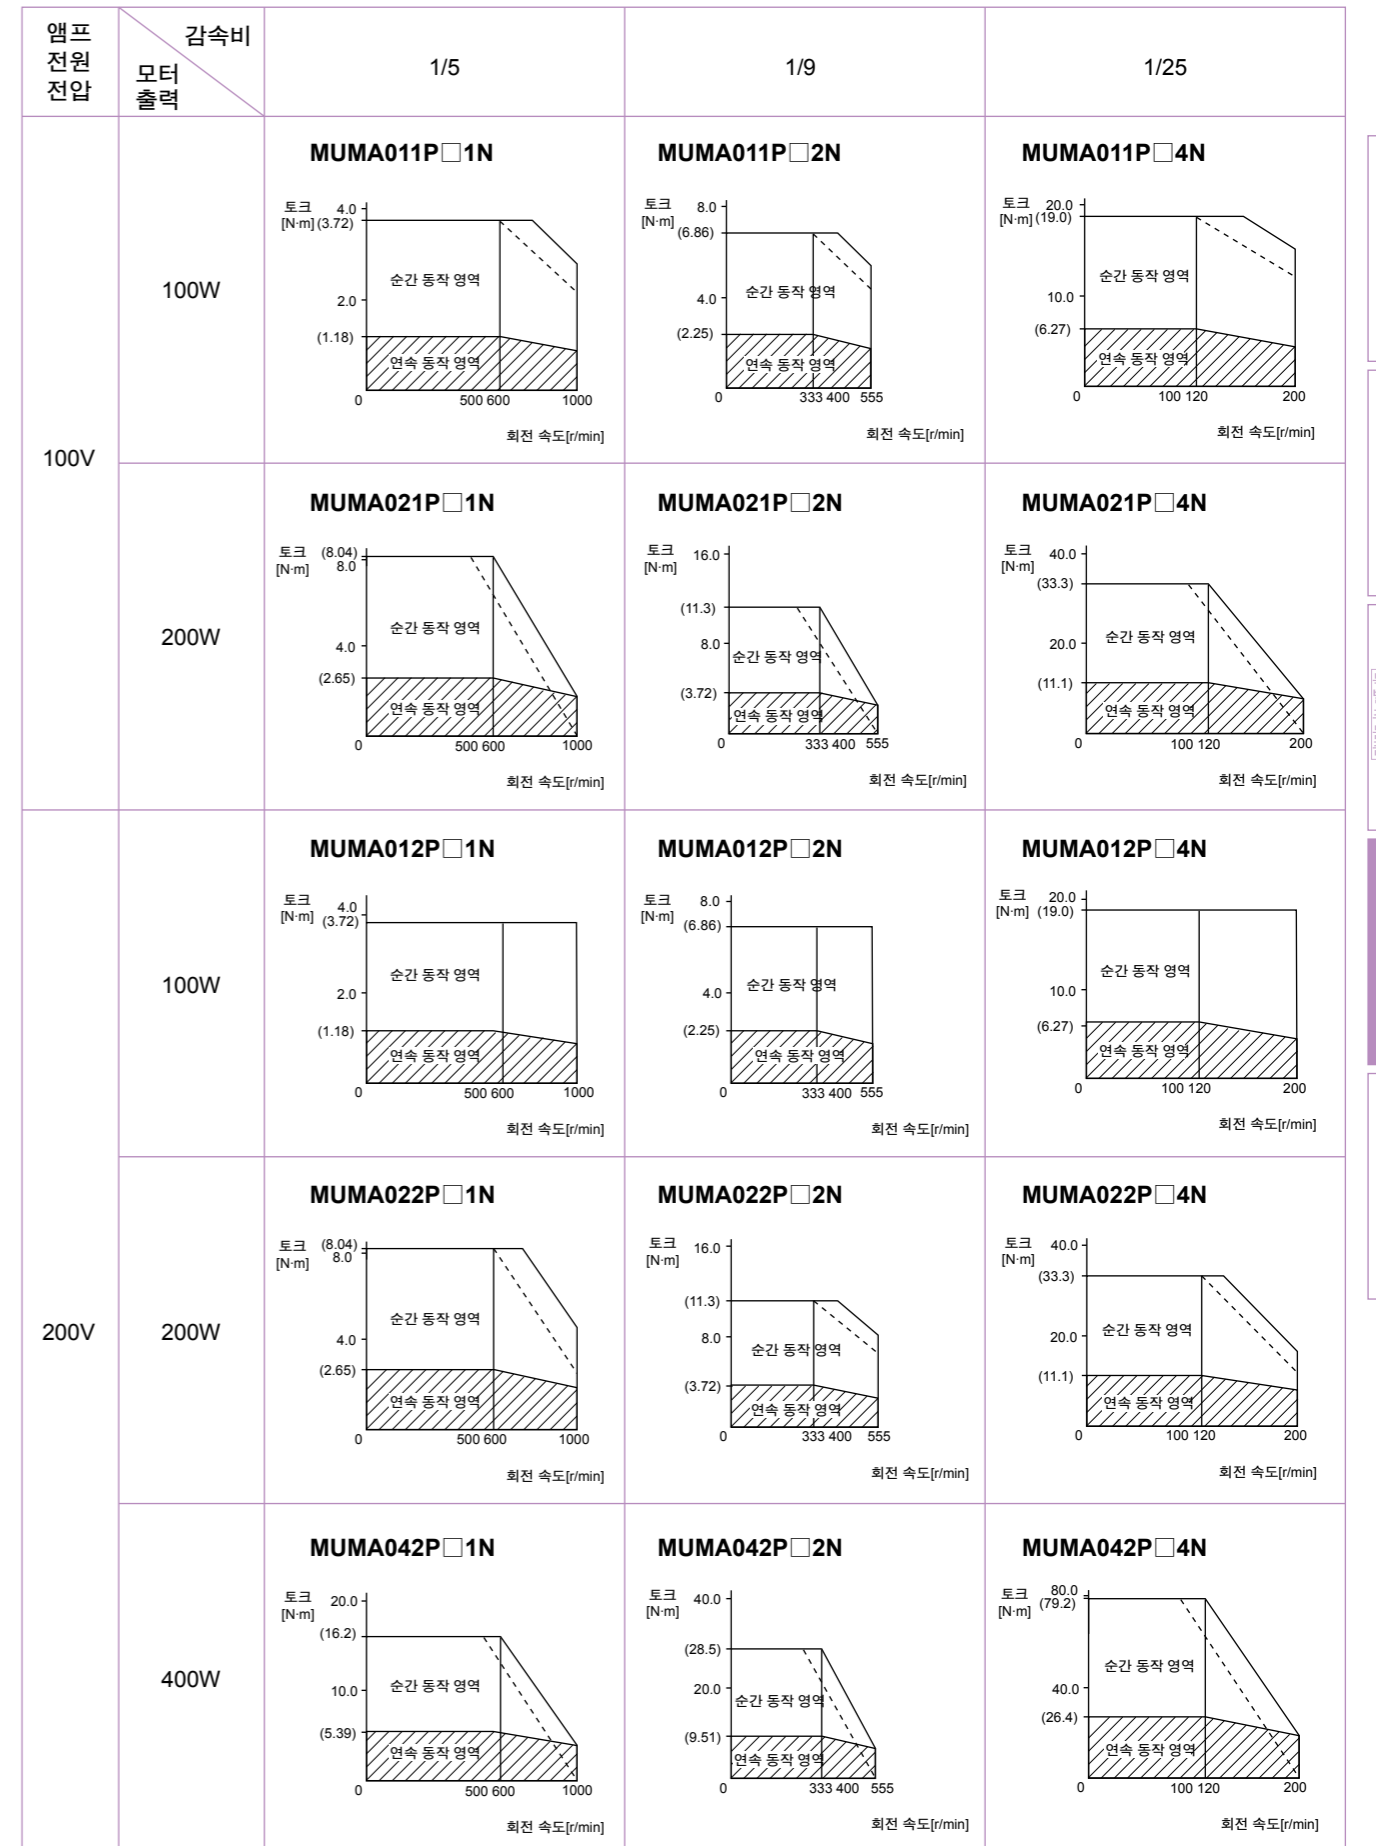 앰프
전원
전압
감속비
모터
출력
1/5
1/9
1/25
100V
100W
MUMA011P□1N
토크
[N·m]
4.0
(3.72)
2.0
(1.18)
순간 동작 영역
연속 동작 영역
0 500 600 1000
회전 속도[r/min]
MUMA011P□2N
토크
[N·m]
8.0
(6.86)
4.0
(2.25)
순간 동작 영역
연속 동작 영역
0 333 400 555
회전 속도[r/min]
MUMA011P□4N
토크
[N·m]
20.0
(19.0)
10.0
(6.27)
순간 동작 영역
연속 동작 영역
0 100 120 200
회전 속도[r/min]
200W
MUMA021P□1N
토크
[N·m]
(8.04)
8.0
4.0
(2.65)
순간 동작 영역
연속 동작 영역
0 500 600 1000
회전 속도[r/min]
MUMA021P□2N
토크
[N·m]
16.0
(11.3)
8.0
(3.72)
순간 동작 영역
연속 동작 영역
0 333 400 555
회전 속도[r/min]
MUMA021P□4N
토크
[N·m]
40.0
(33.3)
20.0
(11.1)
순간 동작 영역
연속 동작 영역
0 100 120 200
회전 속도[r/min]
200V
100W
MUMA012P□1N
토크
[N·m]
4.0
(3.72)
2.0
(1.18)
순간 동작 영역
연속 동작 영역
0 500 600 1000
회전 속도[r/min]
MUMA012P□2N
토크
[N·m]
8.0
(6.86)
4.0
(2.25)
순간 동작 영역
연속 동작 영역
0 333 400 555
회전 속도[r/min]
MUMA012P□4N
토크
[N·m]
20.0
(19.0)
10.0
(6.27)
순간 동작 영역
연속 동작 영역
0 100 120 200
회전 속도[r/min]
200W
MUMA022P□1N
토크
[N·m]
(8.04)
8.0
4.0
(2.65)
순간 동작 영역
연속 동작 영역
0 500 600 1000
회전 속도[r/min]
MUMA022P□2N
토크
[N·m]
16.0
(11.3)
8.0
(3.72)
순간 동작 영역
연속 동작 영역
0 333 400 555
회전 속도[r/min]
MUMA022P□4N
토크
[N·m]
40.0
(33.3)
20.0
(11.1)
순간 동작 영역
연속 동작 영역
0 100 120 200
회전 속도[r/min]
400W
MUMA042P□1N
토크
[N·m]
20.0
(16.2)
10.0
(5.39)
순간 동작 영역
연속 동작 영역
0 500 600 1000
회전 속도[r/min]
MUMA042P□2N
토크
[N·m]
40.0
(28.5)
20.0
(9.51)
순간 동작 영역
연속 동작 영역
0 333 400 555
회전 속도[r/min]
MUMA042P□4N
토크
[N·m]
80.0
(79.2)
40.0
(26.4)
순간 동작 영역
연속 동작 영역
0 100 120 200
회전 속도[r/min]